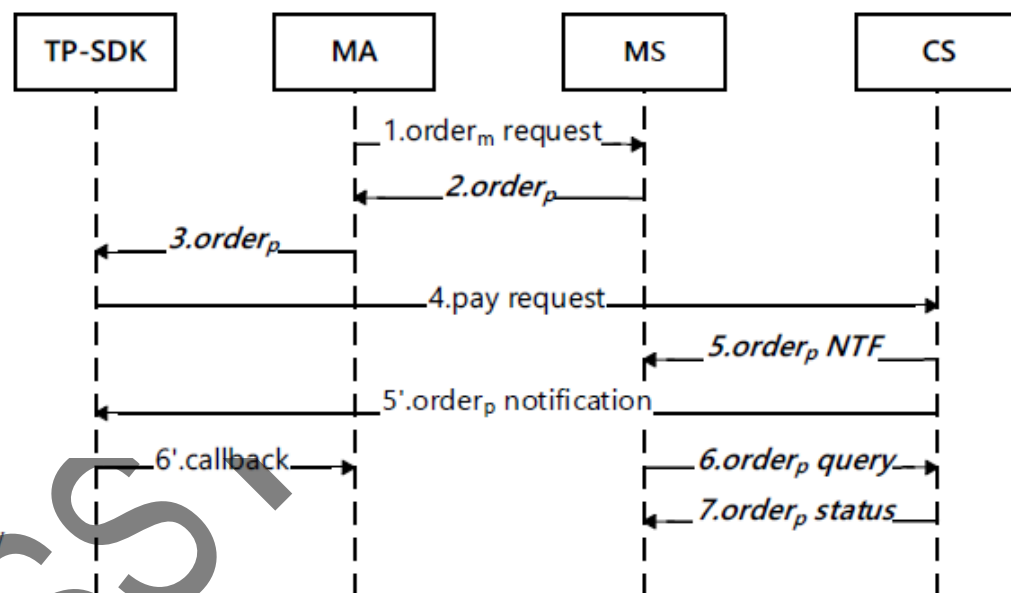 TP-SDK MA MS CS
1.orderₘ request
2.orderₚ
3.orderₚ
4.pay request
5.orderₚ NTF
5'.orderₚ notification
6'.callback 6.orderₚ query
7.orderₚ status